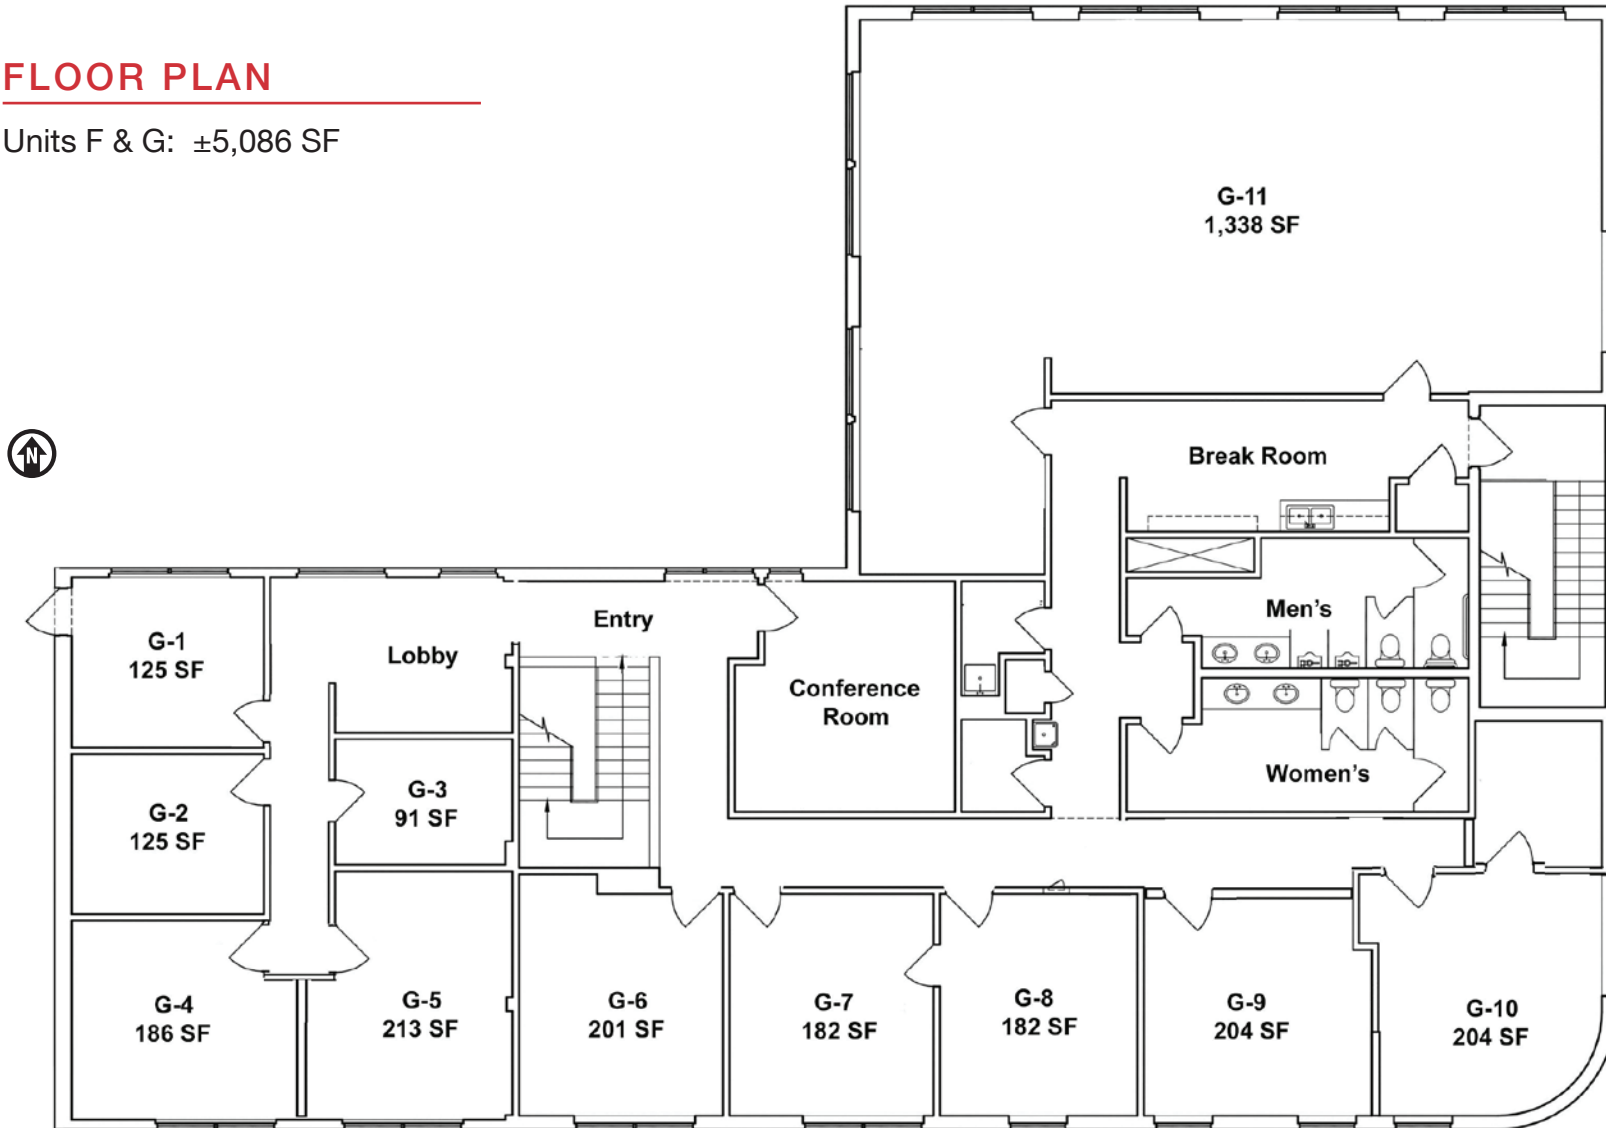 FLOOR PLAN
Units F & G: ±5,086 SF
N
G-11
1,338 SF
Break Room
Men's
Women's
Entry
Lobby
Conference
Room
G-1
125 SF
G-2
125 SF
G-3
91 SF
G-4
186 SF
G-5
213 SF
G-6
201 SF
G-7
182 SF
G-8
182 SF
G-9
204 SF
G-10
204 SF